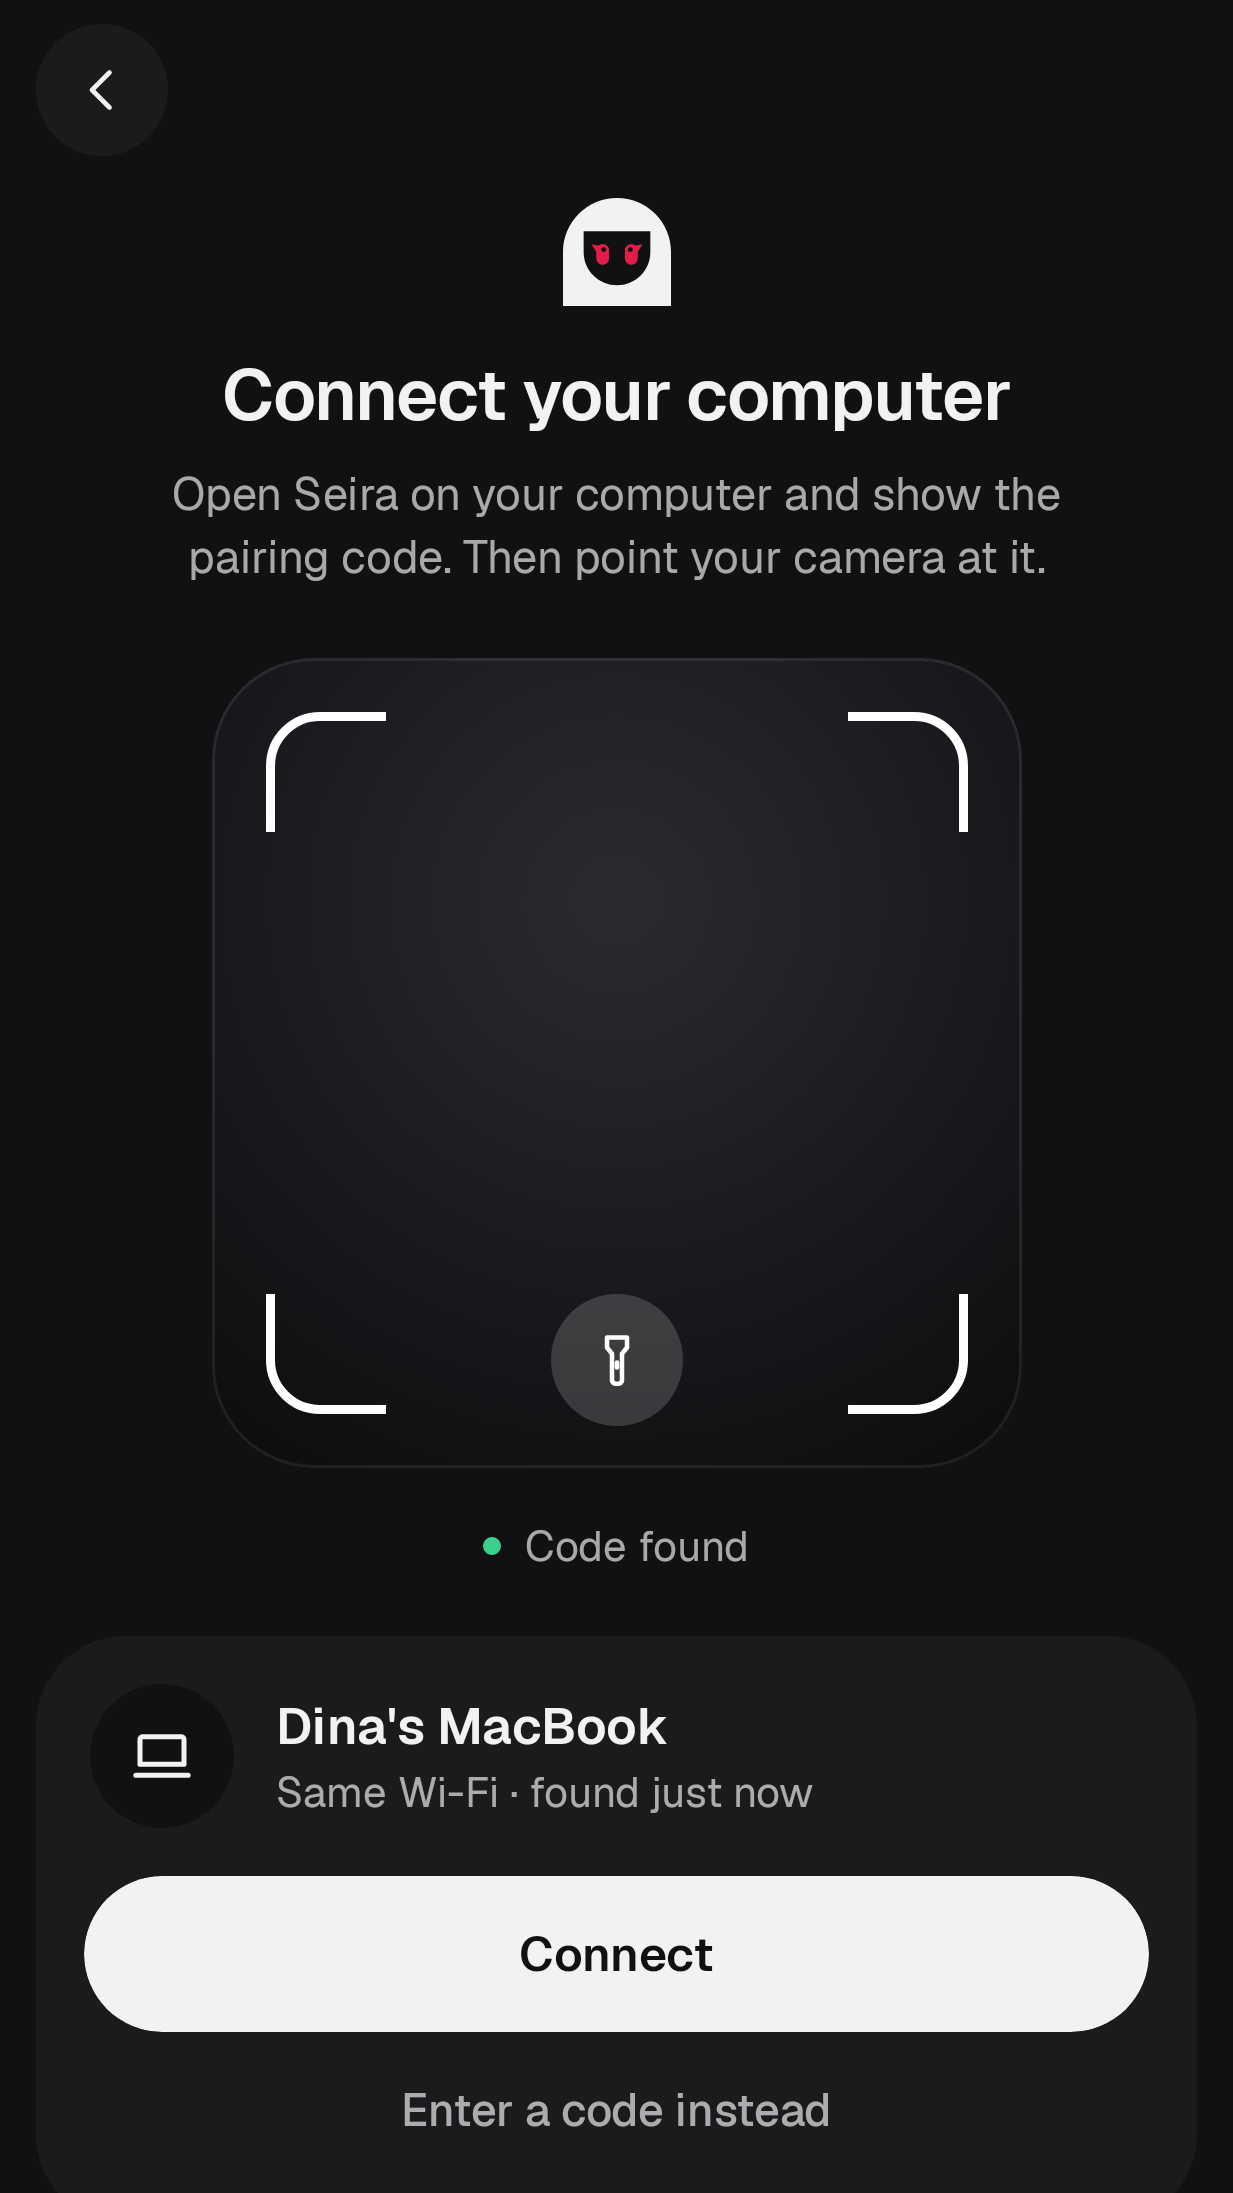 Connect your computer
Open Seira on your computer and show the
pairing code. Then point your camera at it.
Code found
Dina's MacBook
Same Wi-Fi · found just now
Connect
Enter a code instead